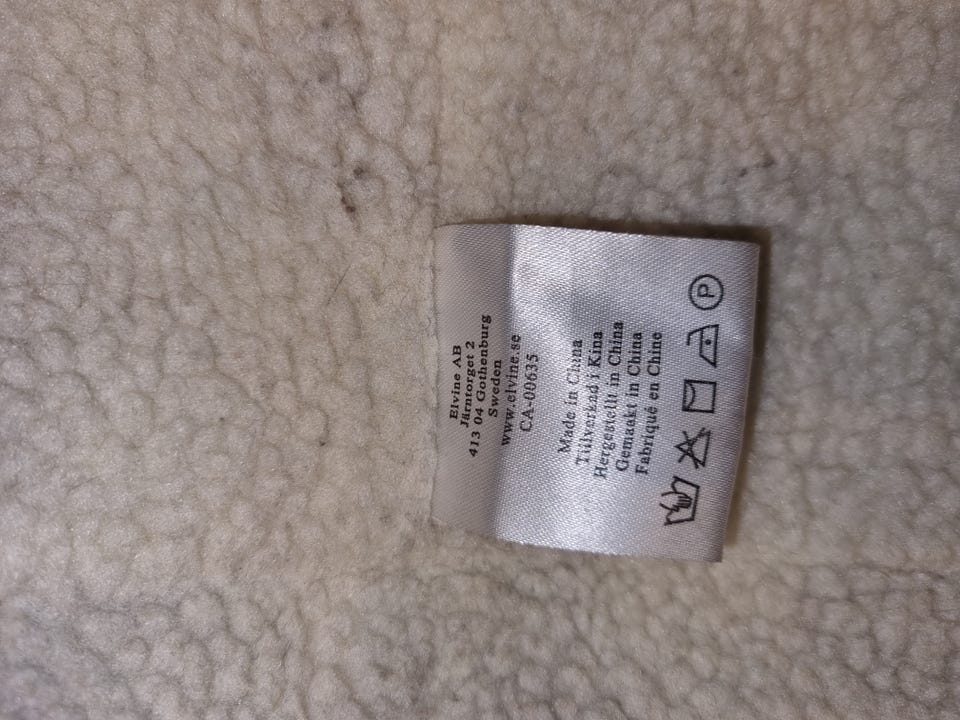 Elvine AB
Järntorget 2
413 04 Gothenburg
Sweden
www.elvine.se
CA-00635
Made in China
Tillverkad i Kina
Hergestellt in China
Gemaakt in China
Fabriqué en Chine
P